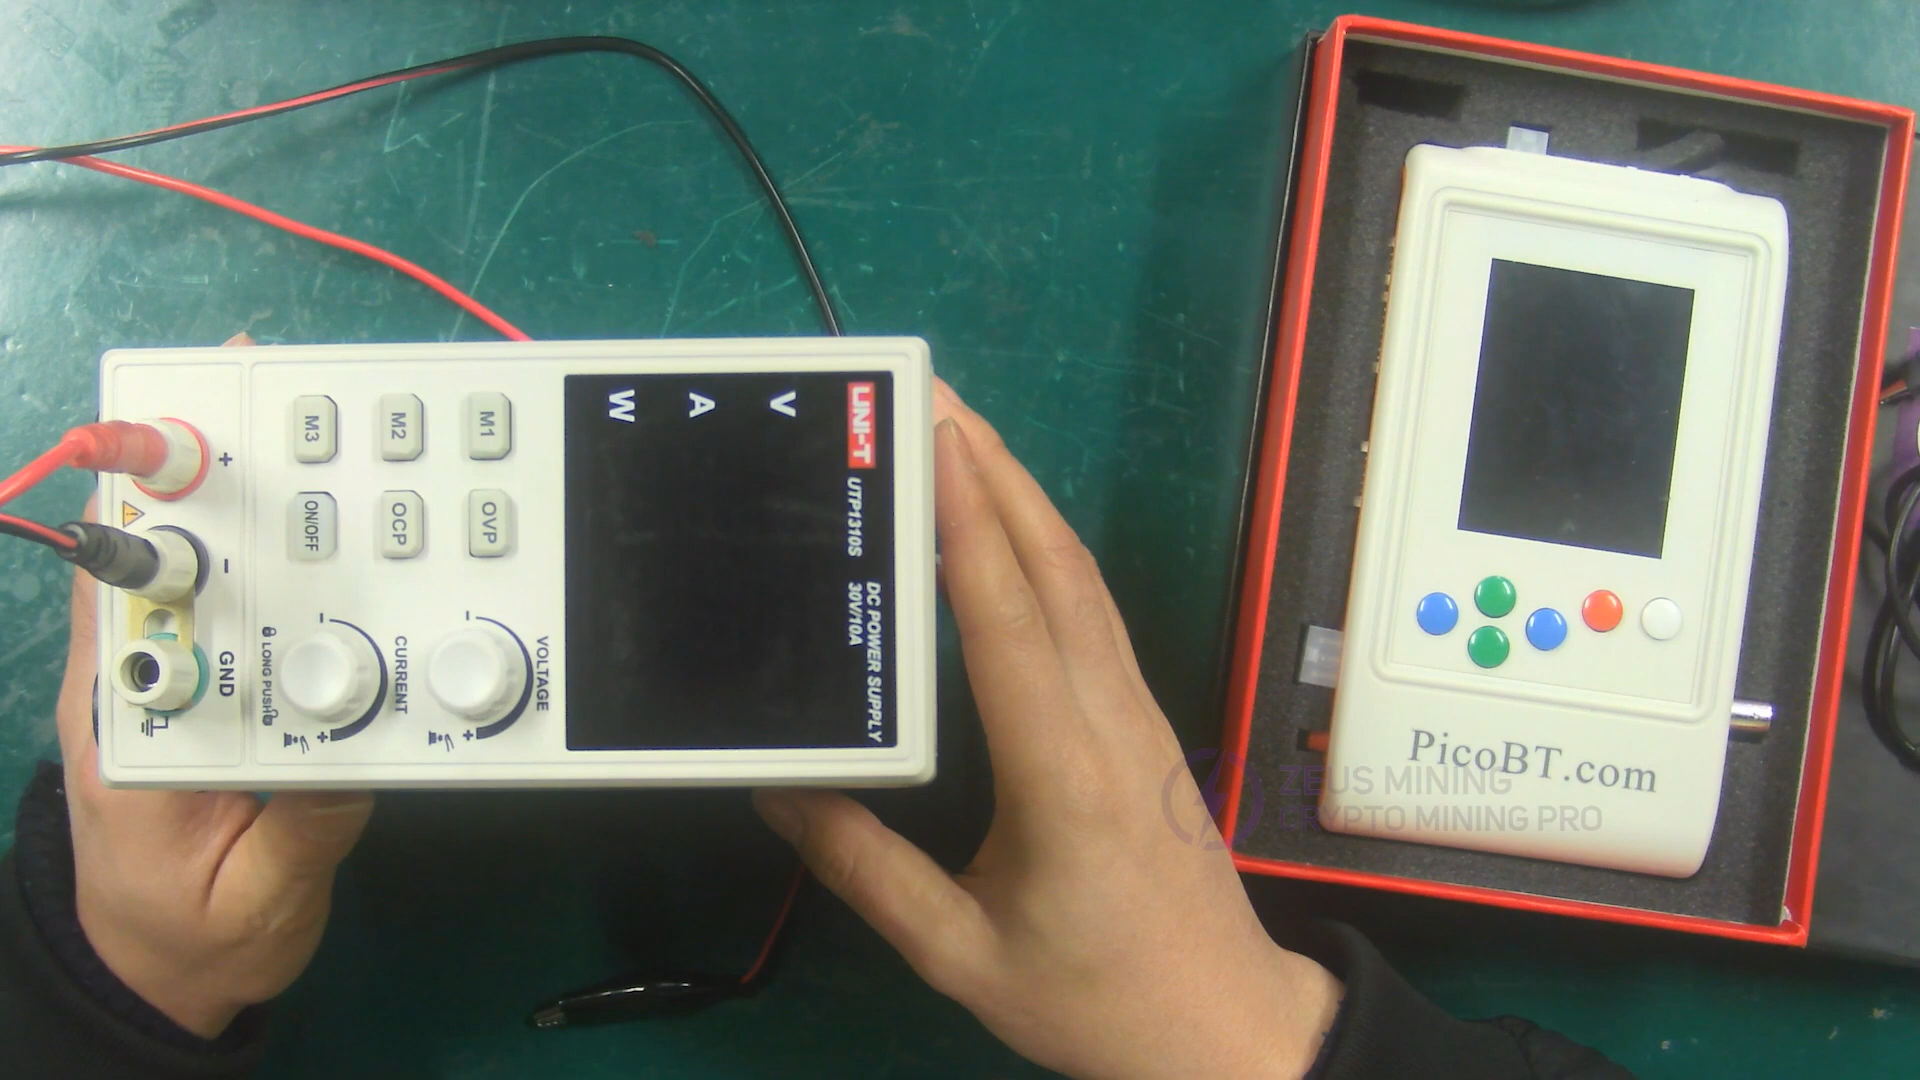 UNI-T UTP1310S DC POWER SUPPLY
30V/10A
V
A
W
M1
M2
M3
OVP
OCP
ON/OFF
VOLTAGE
- +
CURRENT
- +
LONG PUSH
+
-
GND
PicoBT.com
ZEUS MINING
CRYPTO MINING PRO